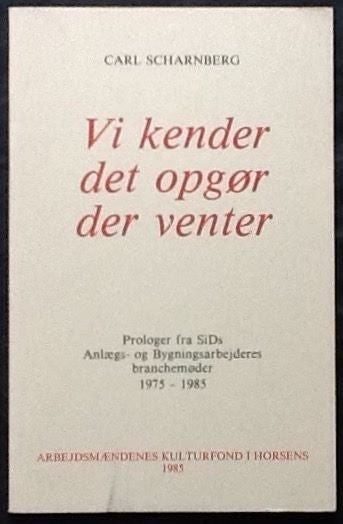 CARL SCHARNBERG
Vi kender
det opgør
der venter
Prologer fra SiDs
Anlægs- og Bygningsarbejderes
branchemøder
1975 - 1985
ARBEJDSMÆNDENES KULTURFOND I HORSENS
1985